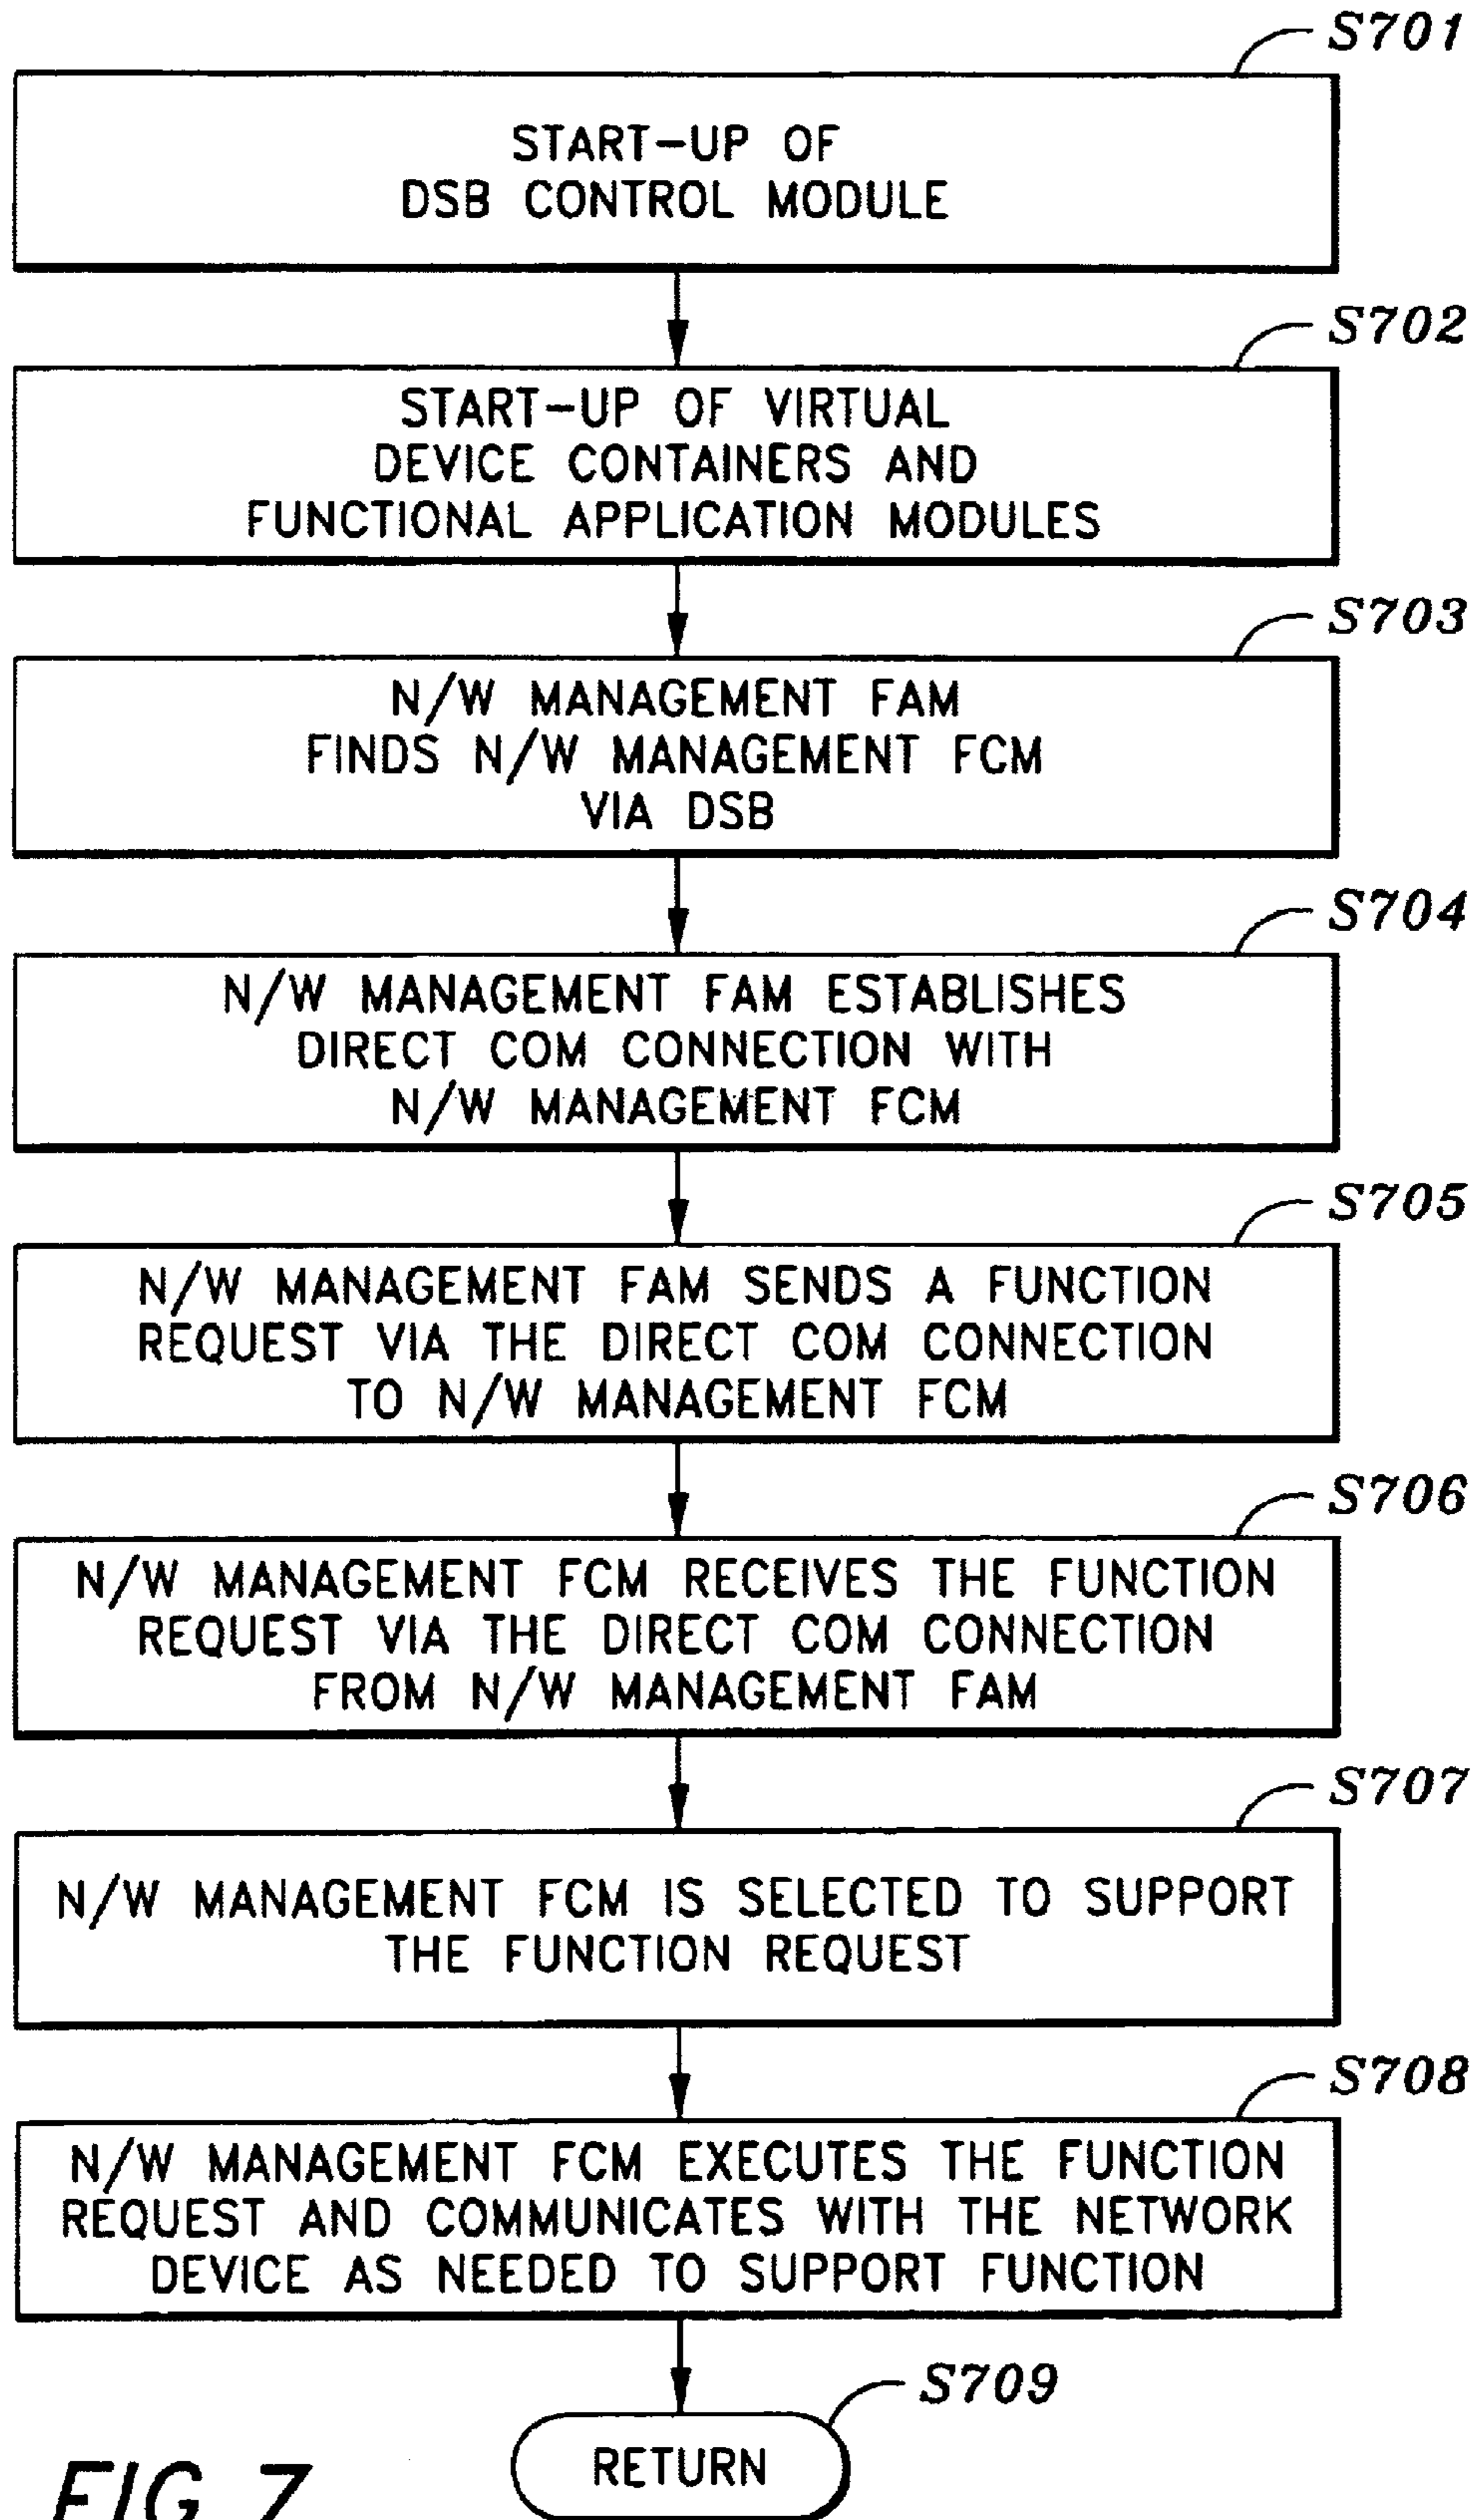 S701
START-UP OF
DSB CONTROL MODULE
S702
START-UP OF VIRTUAL
DEVICE CONTAINERS AND
FUNCTIONAL APPLICATION MODULES
S703
N/W MANAGEMENT FAM
FINDS N/W MANAGEMENT FCM
VIA DSB
S704
N/W MANAGEMENT FAM ESTABLISHES
DIRECT COM CONNECTION WITH
N/W MANAGEMENT FCM
S705
N/W MANAGEMENT FAM SENDS A FUNCTION
REQUEST VIA THE DIRECT COM CONNECTION
TO N/W MANAGEMENT FCM
S706
N/W MANAGEMENT FCM RECEIVES THE FUNCTION
REQUEST VIA THE DIRECT COM CONNECTION
FROM N/W MANAGEMENT FAM
S707
N/W MANAGEMENT FCM IS SELECTED TO SUPPORT
THE FUNCTION REQUEST
S708
N/W MANAGEMENT FCM EXECUTES THE FUNCTION
REQUEST AND COMMUNICATES WITH THE NETWORK
DEVICE AS NEEDED TO SUPPORT FUNCTION
S709
RETURN
FIG. 7